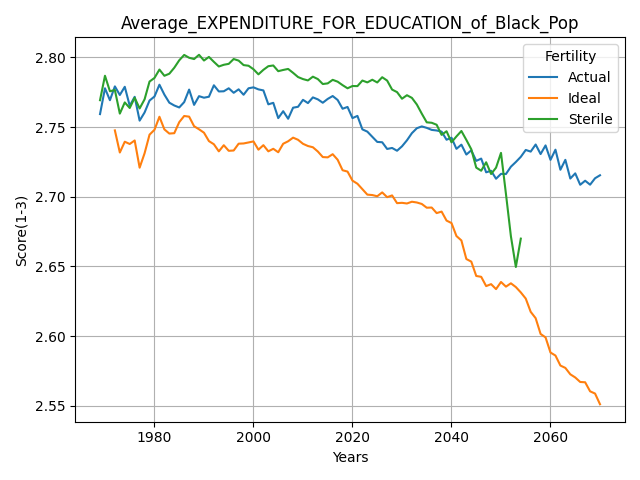 Average_EXPENDITURE_FOR_EDUCATION_of_Black_Pop
Fertility
Actual
Ideal
Sterile
Score(1-3)
2.80
2.75
2.70
2.65
2.60
2.55
1980 2000 2020 2040 2060
Years